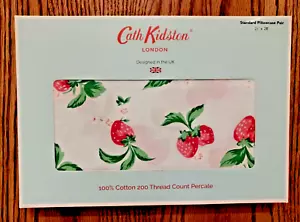 Standard Pillowcase Pair
Cath Kidston
LONDON
Designed in the UK
100% Cotton 200 Thread Count Percale